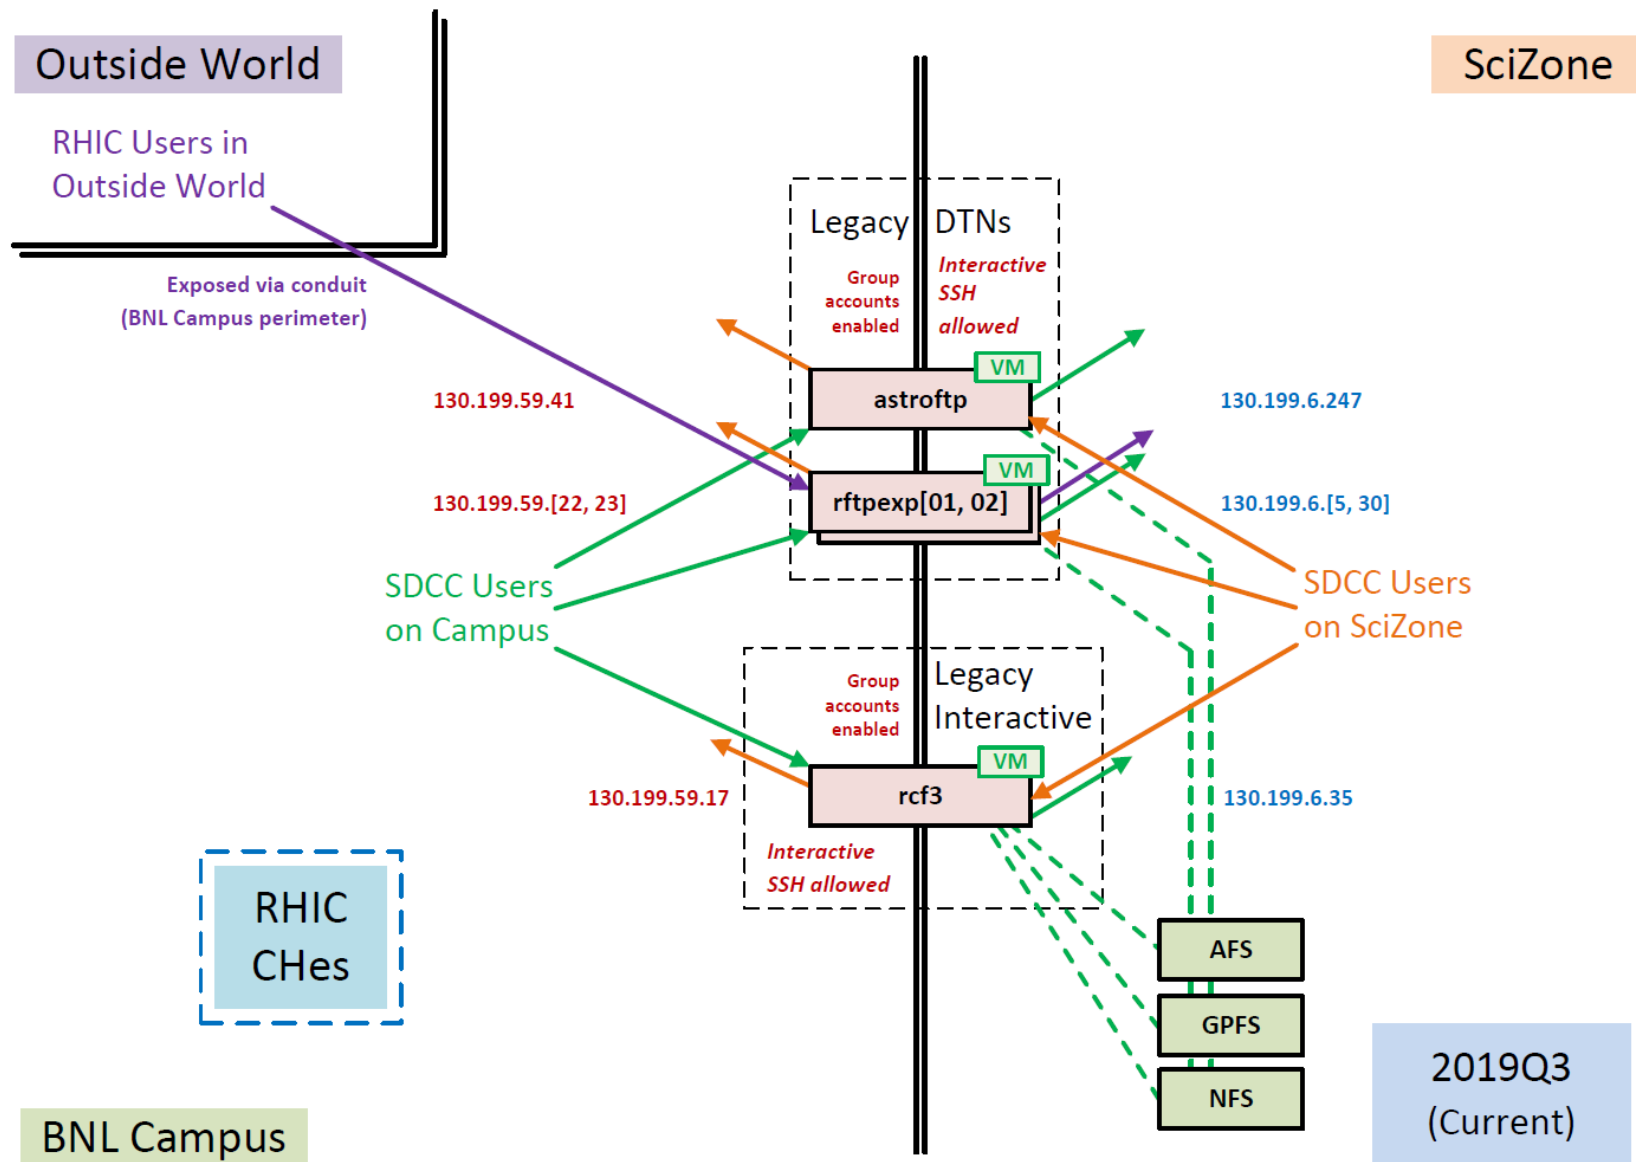 Outside World
SciZone
RHIC Users in
Outside World
Exposed via conduit
(BNL Campus perimeter)
Legacy DTNs
Group
accounts
enabled
Interactive
SSH
allowed
VM
astroftp
130.199.59.41
130.199.6.247
VM
rftpexp[01, 02]
130.199.59.[22, 23]
130.199.6.[5, 30]
SDCC Users
on Campus
SDCC Users
on SciZone
Group
accounts
enabled
Legacy
Interactive
VM
rcf3
130.199.59.17
130.199.6.35
Interactive
SSH allowed
RHIC
CHes
AFS
GPFS
NFS
2019Q3
(Current)
BNL Campus